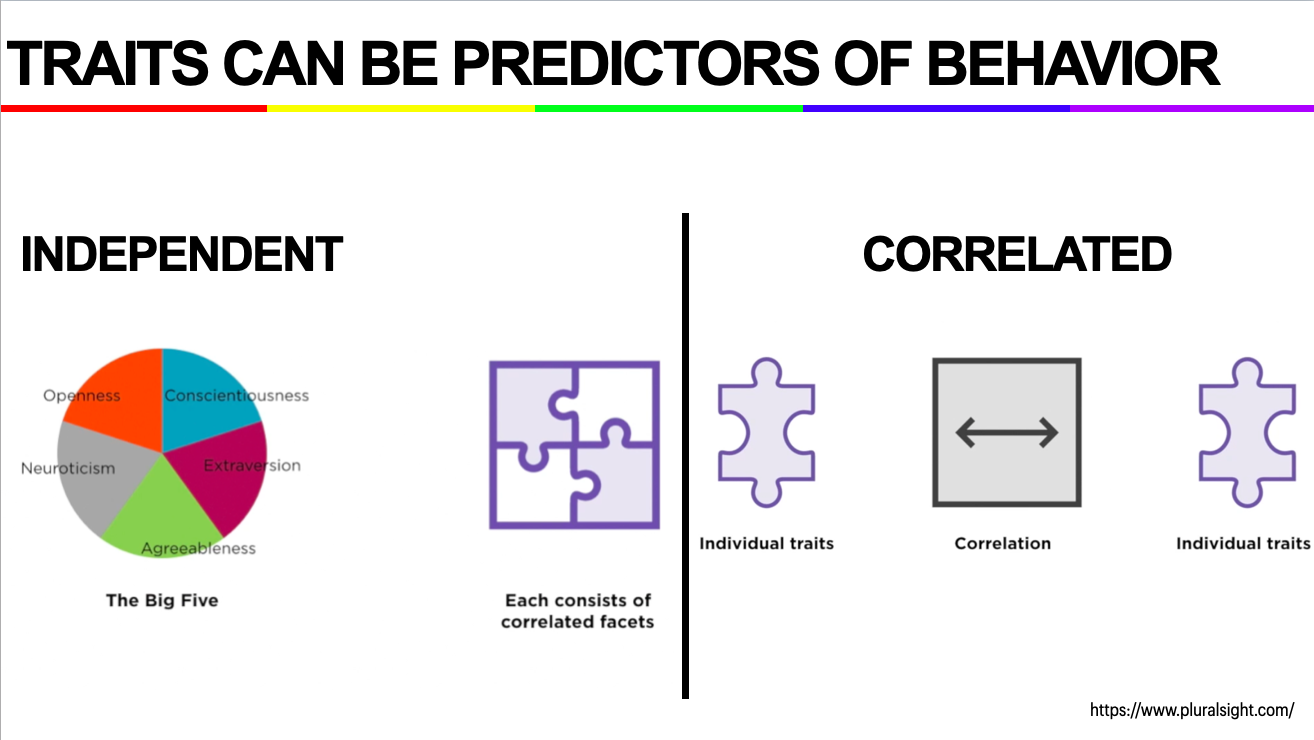 TRAITS CAN BE PREDICTORS OF BEHAVIOR
INDEPENDENT
Openness
Conscientiousness
Neuroticism
Extraversion
Agreeableness
The Big Five
Each consists of
correlated facets
CORRELATED
Individual traits
Correlation
Individual traits
https://www.pluralsight.com/